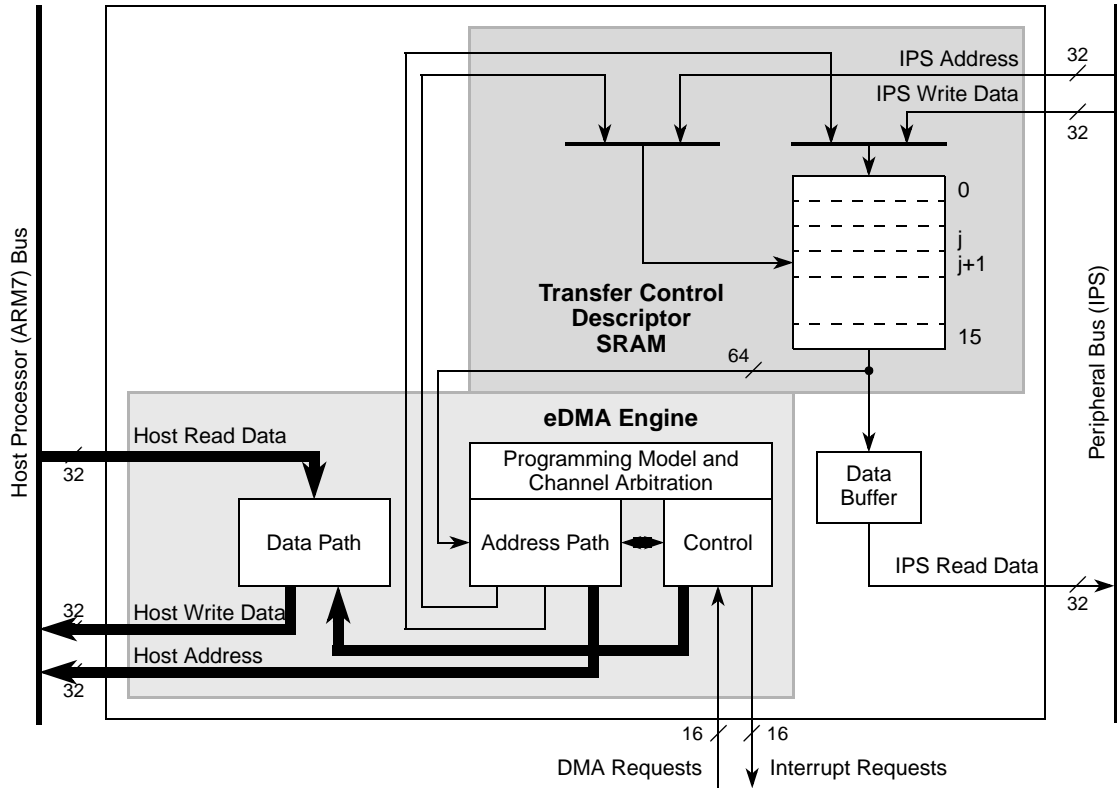 IPS Address
32
IPS Write Data
32
0
j
j+1
15
Transfer Control
Descriptor
SRAM
64
Host Processor (ARM7) Bus
Peripheral Bus (IPS)
eDMA Engine
Host Read Data
32
Programming Model and
Channel Arbitration
Data
Buffer
Data Path
Address Path
Control
IPS Read Data
32
32
Host Write Data
Host Address
32
16
16
DMA Requests
Interrupt Requests